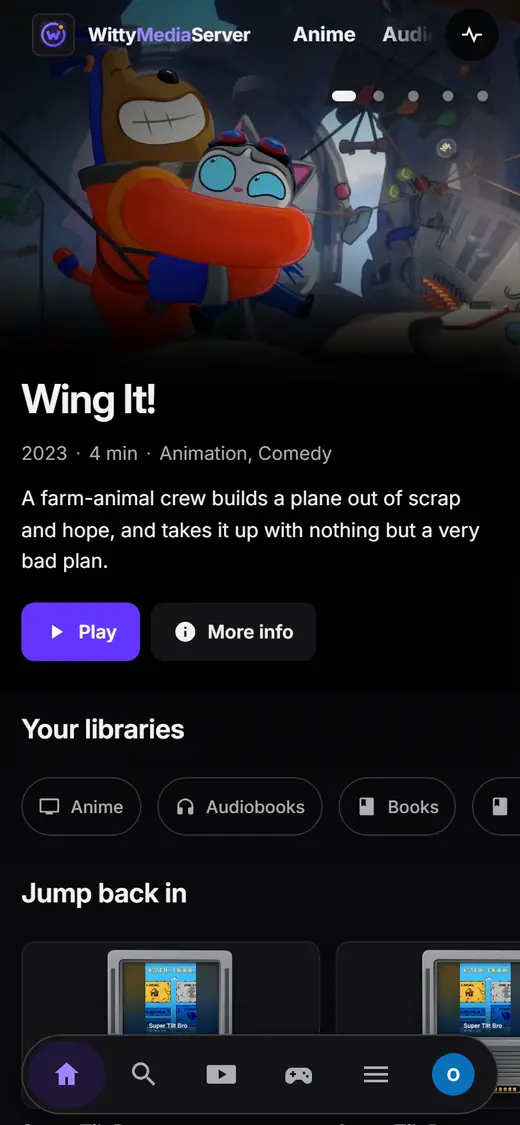 WittyMediaServer
Anime
Wing It!
2023 · 4 min · Animation, Comedy
A farm-animal crew builds a plane out of scrap
and hope, and takes it up with nothing but a very
bad plan.
Play
More info
Your libraries
Anime
Audiobooks
Books
Jump back in
Super Tilt Bro
Super Tilt Bro
O